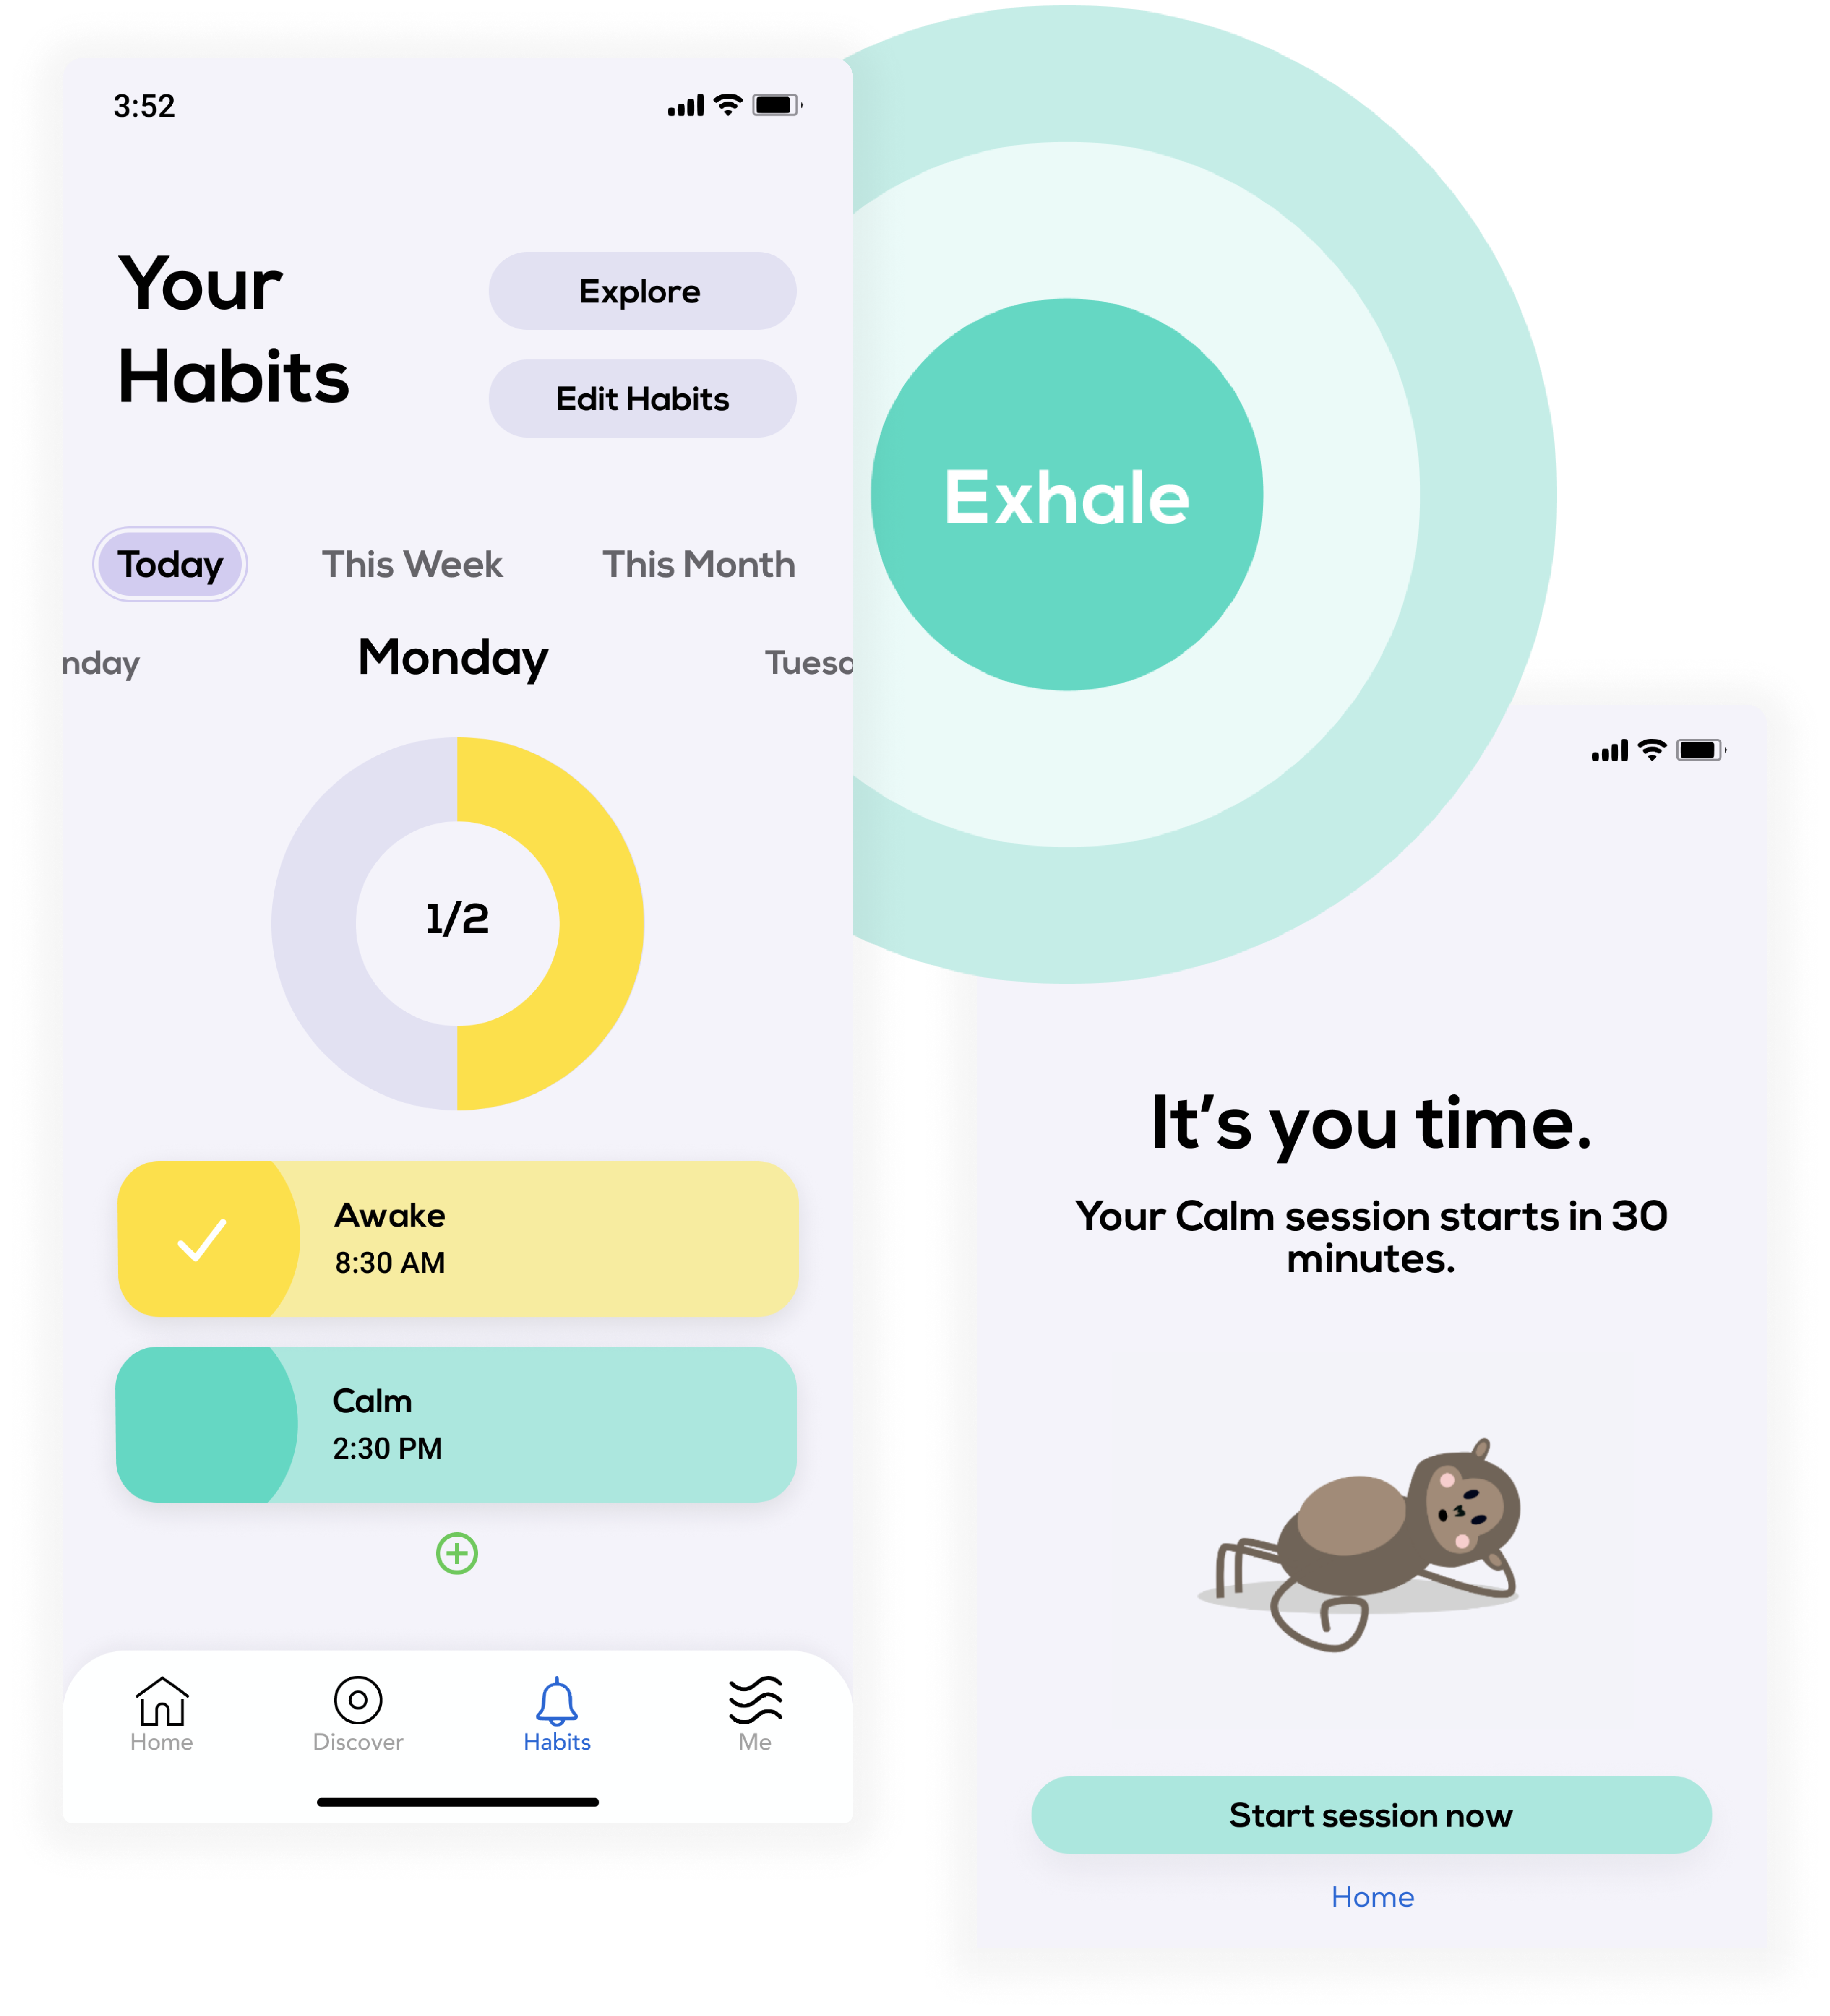 3:52
Your
Habits
Explore
Edit Habits
Today This Week This Month
nday Monday Tuesd
1/2
Awake
8:30 AM
Calm
2:30 PM
Home Discover Habits Me
Exhale
It’s you time.
Your Calm session starts in 30
minutes.
Start session now
Home